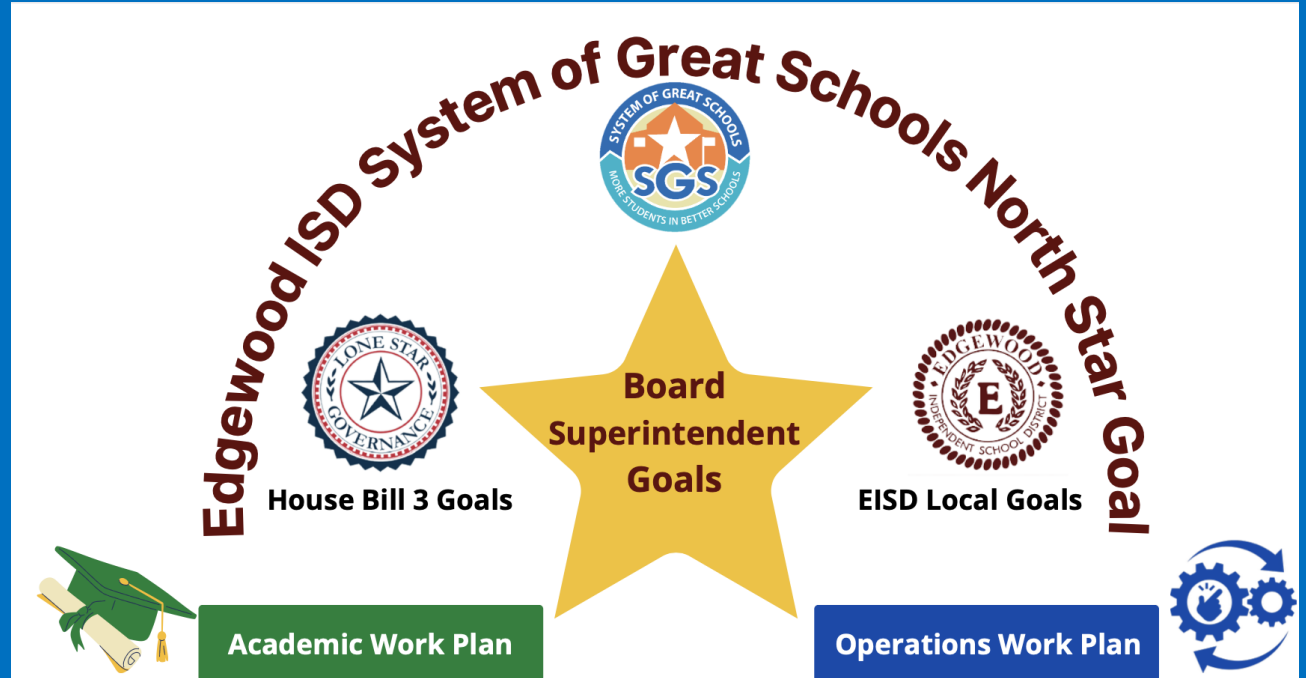 Edgewood ISD System of Great Schools North Star Goal
SYSTEM OF GREAT SCHOOLS
SGS
MORE STUDENTS IN BETTER SCHOOLS
LONE STAR
GOVERNANCE
House Bill 3 Goals
Board
Superintendent
Goals
EDGEWOOD
E
INDEPENDENT SCHOOL DISTRICT
EISD Local Goals
Academic Work Plan
Operations Work Plan